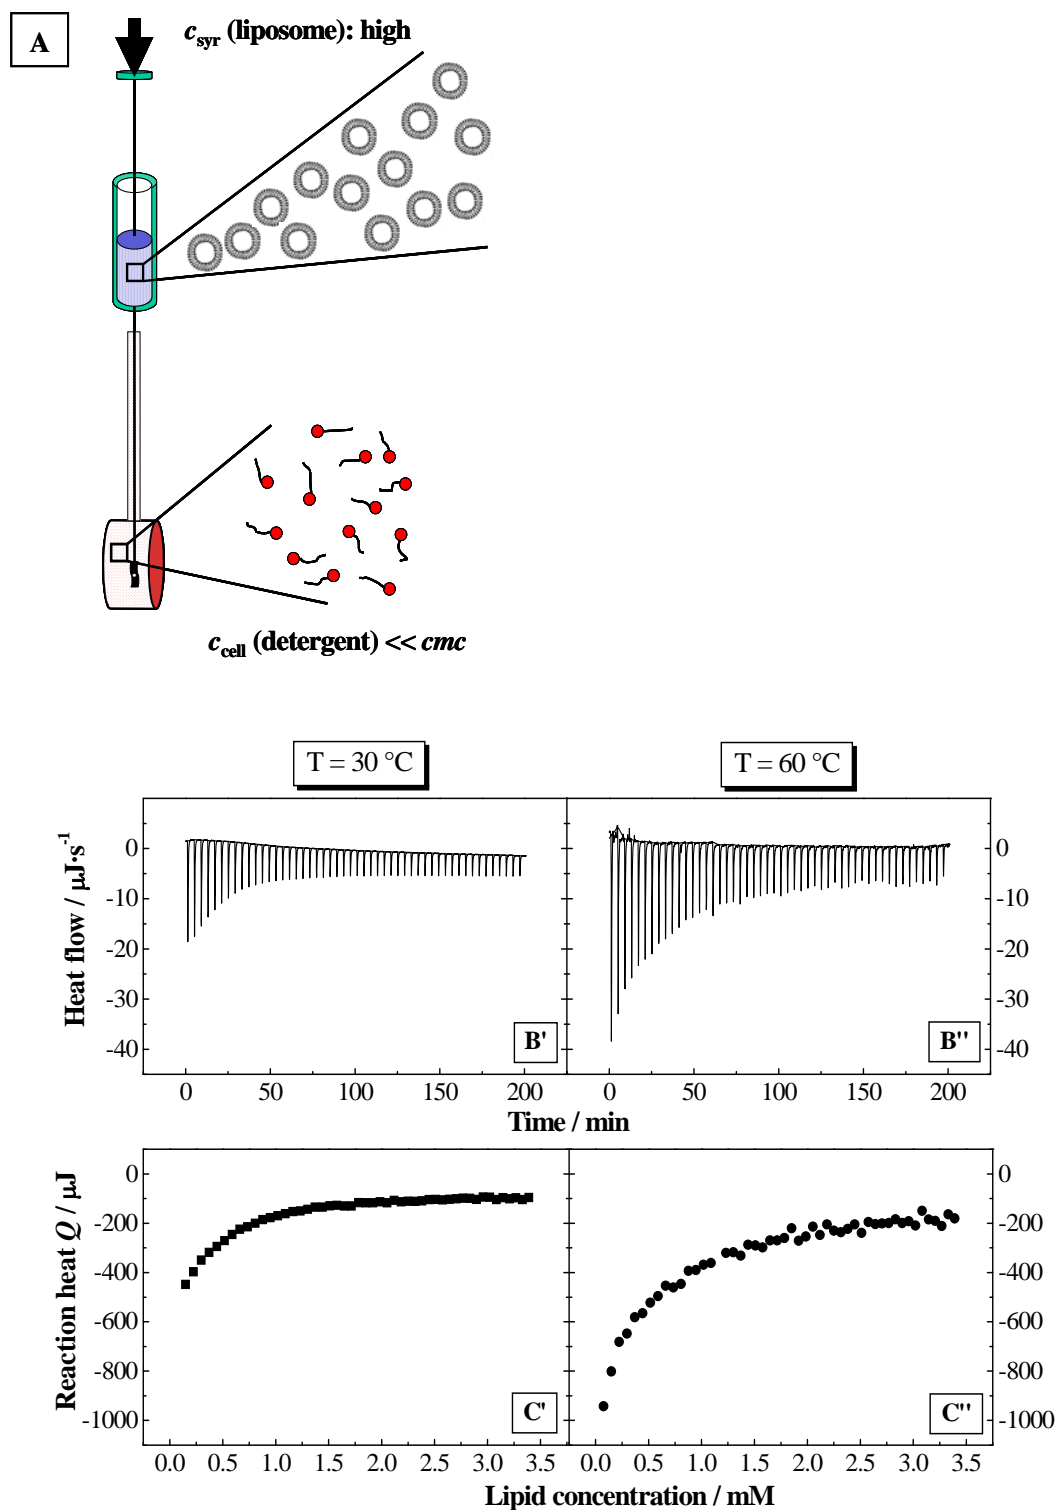 A
c_syr (liposome): high
c_cell (detergent) << cmc
T = 30 °C
T = 60 °C
Heat flow / μJ·s⁻¹
0
-10
-20
-30
-40
B'
B''
0
-10
-20
-30
-40
0 50 100 150 200
0 50 100 150 200
Time / min
Reaction heat Q / μJ
0
-200
-400
-600
-800
-1000
C'
C''
0
-200
-400
-600
-800
-1000
0.0 0.5 1.0 1.5 2.0 2.5 3.0 3.5
0.0 0.5 1.0 1.5 2.0 2.5 3.0 3.5
Lipid concentration / mM